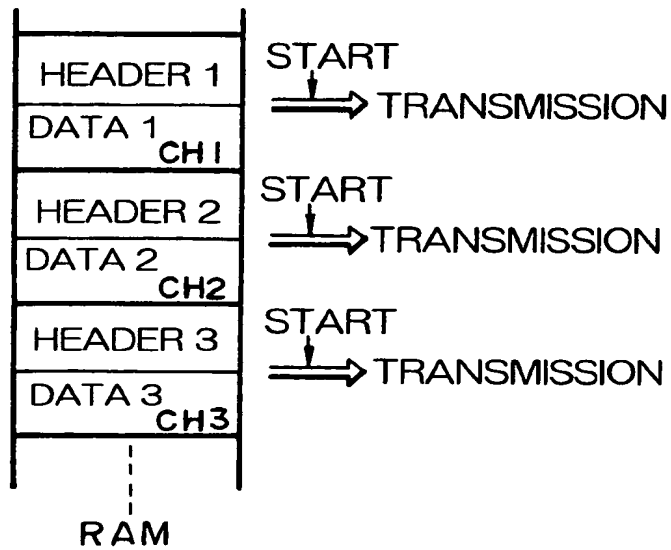 HEADER 1
DATA 1
CH1
START
TRANSMISSION
HEADER 2
DATA 2
CH2
START
TRANSMISSION
HEADER 3
DATA 3
CH3
START
TRANSMISSION
RAM